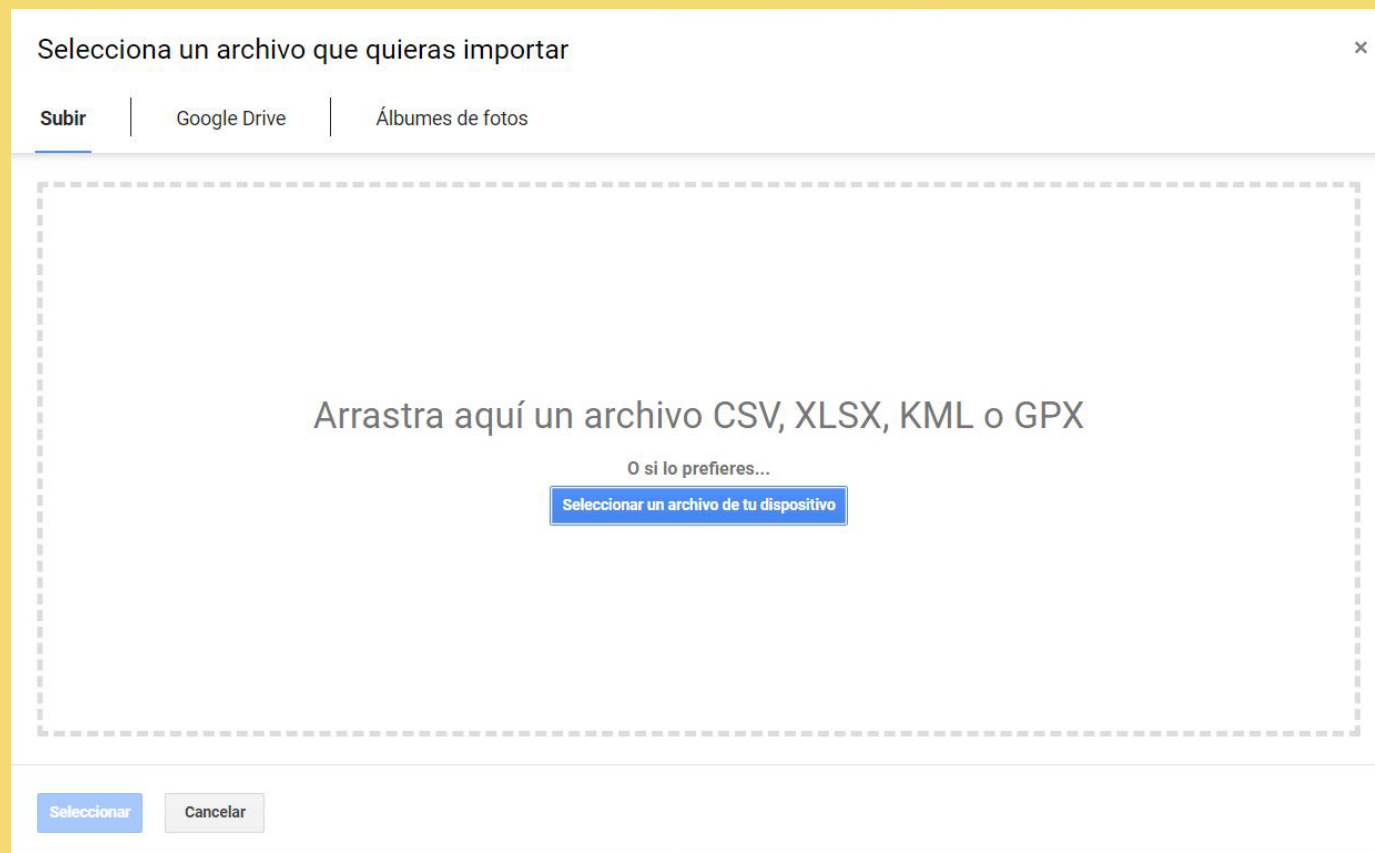 Selecciona un archivo que quieras importar
Subir
Google Drive
Álbumes de fotos
Arrastra aquí un archivo CSV, XLSX, KML o GPX
O si lo prefieres...
Seleccionar un archivo de tu dispositivo
Seleccionar
Cancelar